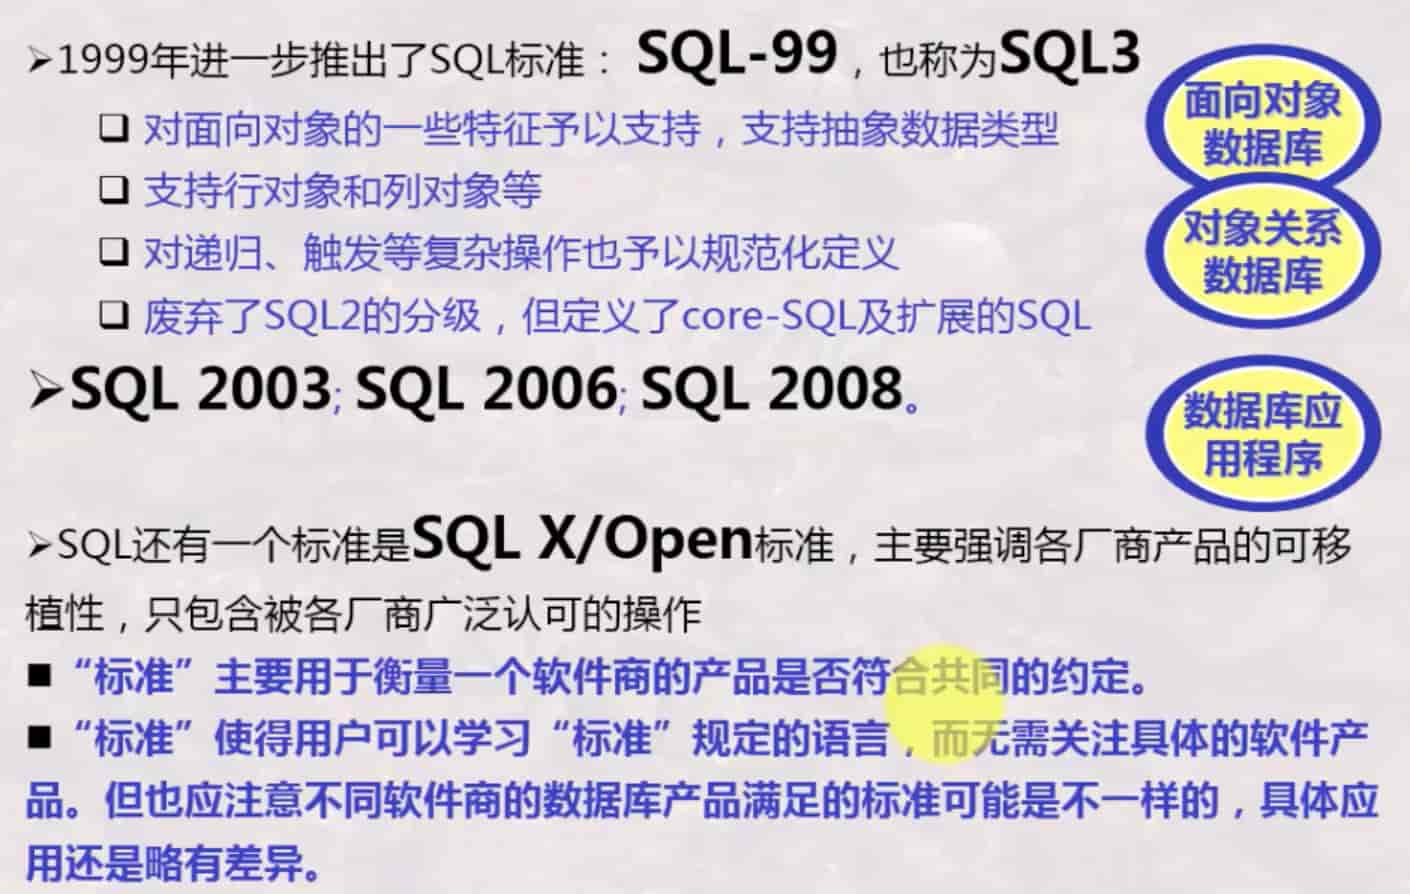 ➢1999年进一步推出了SQL标准： SQL-99，也称为SQL3
❑ 对面向对象的一些特征予以支持，支持抽象数据类型
❑ 支持行对象和列对象等
❑ 对递归、触发等复杂操作也予以规范化定义
❑ 废弃了SQL2的分级，但定义了core-SQL及扩展的SQL
➢SQL 2003; SQL 2006; SQL 2008。
面向对象
数据库
对象关系
数据库
数据库应
用程序
➢SQL还有一个标准是SQL X/Open标准，主要强调各厂商产品的可移
植性，只包含被各厂商广泛认可的操作
■ “标准”主要用于衡量一个软件商的产品是否符合共同的约定。
■ “标准”使得用户可以学习“标准”规定的语言，而无需关注具体的软件产
品。但也应注意不同软件商的数据库产品满足的标准可能是不一样的，具体应
用还是略有差异。